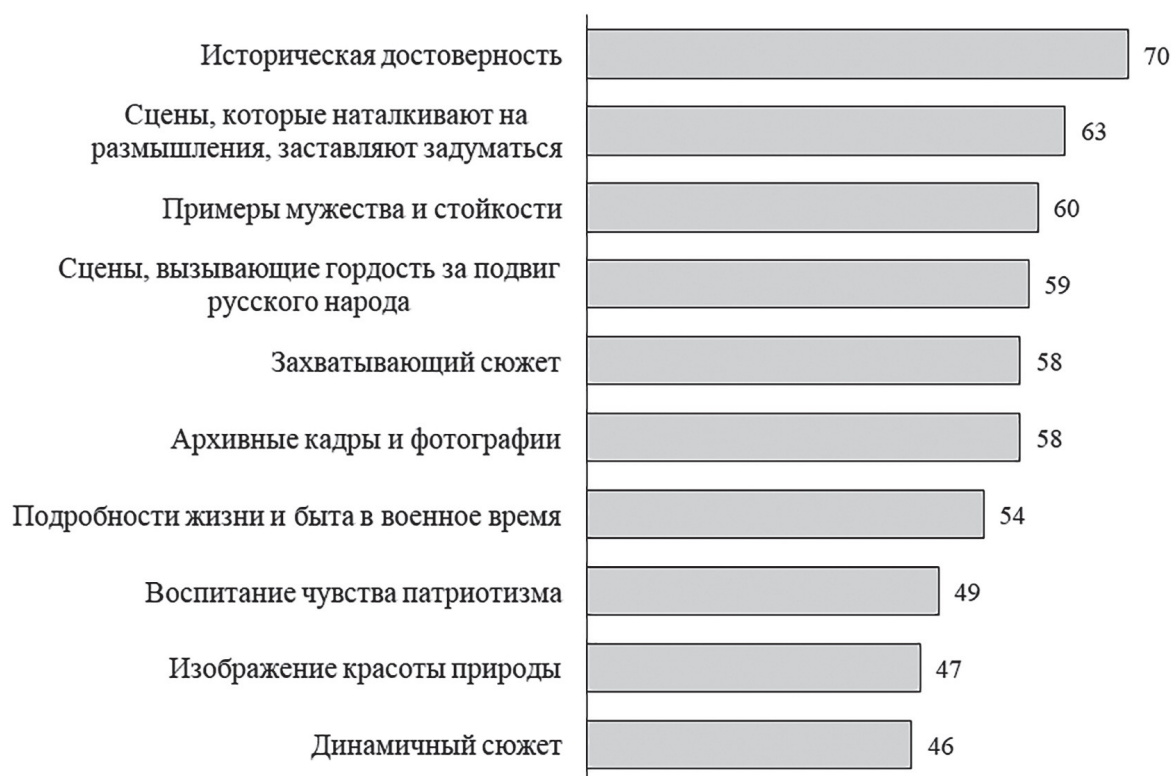 Историческая достоверность
70
Сцены, которые наталкивают на
размышления, заставляют задуматься
63
Примеры мужества и стойкости
60
Сцены, вызывающие гордость за подвиг
русского народа
59
Захватывающий сюжет
58
Архивные кадры и фотографии
58
Подробности жизни и быта в военное время
54
Воспитание чувства патриотизма
49
Изображение красоты природы
47
Динамичный сюжет
46